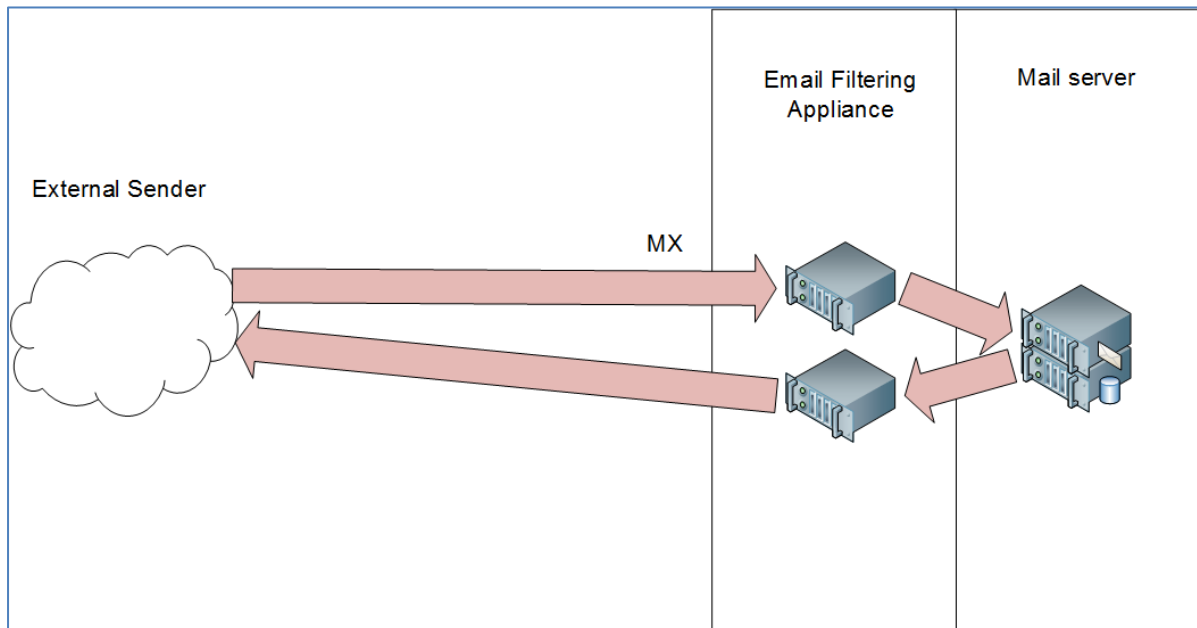 Email Filtering
Appliance
Mail server
External Sender
MX